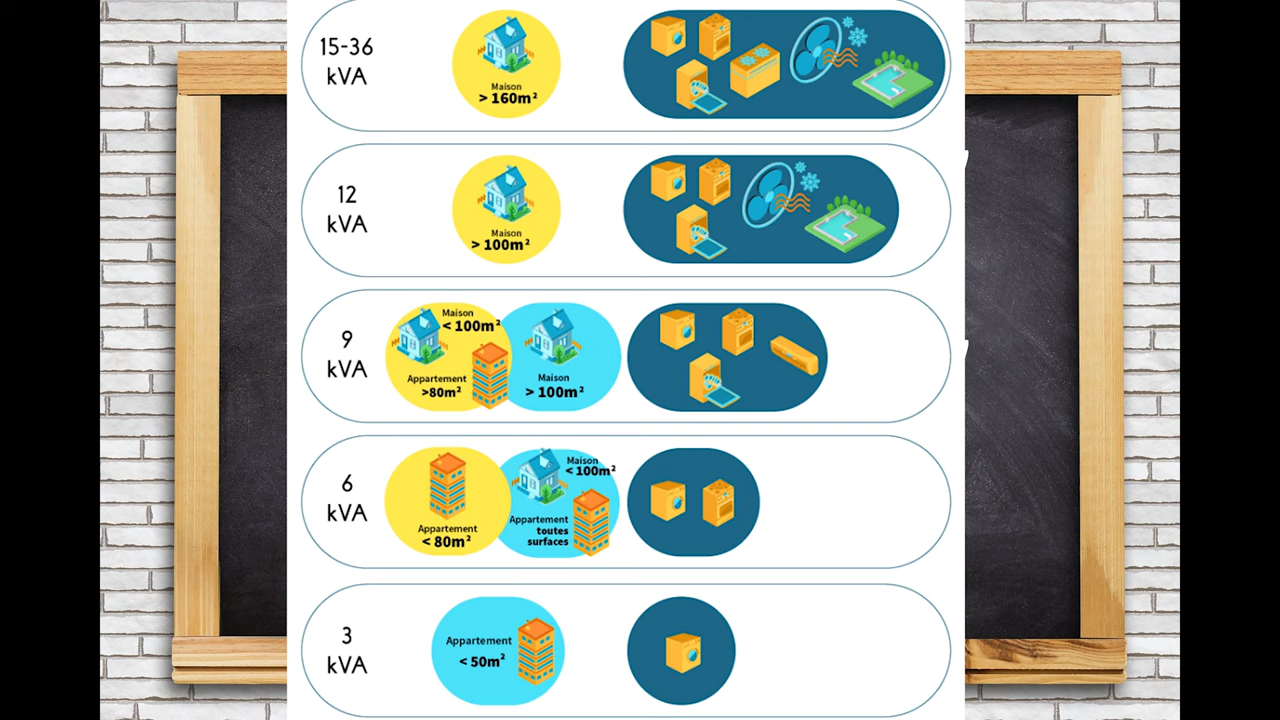 15-36
kVA
Maison
> 160m²
12
kVA
Maison
> 100m²
9
kVA
Maison
< 100m²
Appartement
>80m²
Maison
> 100m²
6
kVA
Appartement
< 80m²
Maison
< 100m²
Appartement
toutes
surfaces
3
kVA
Appartement
< 50m²